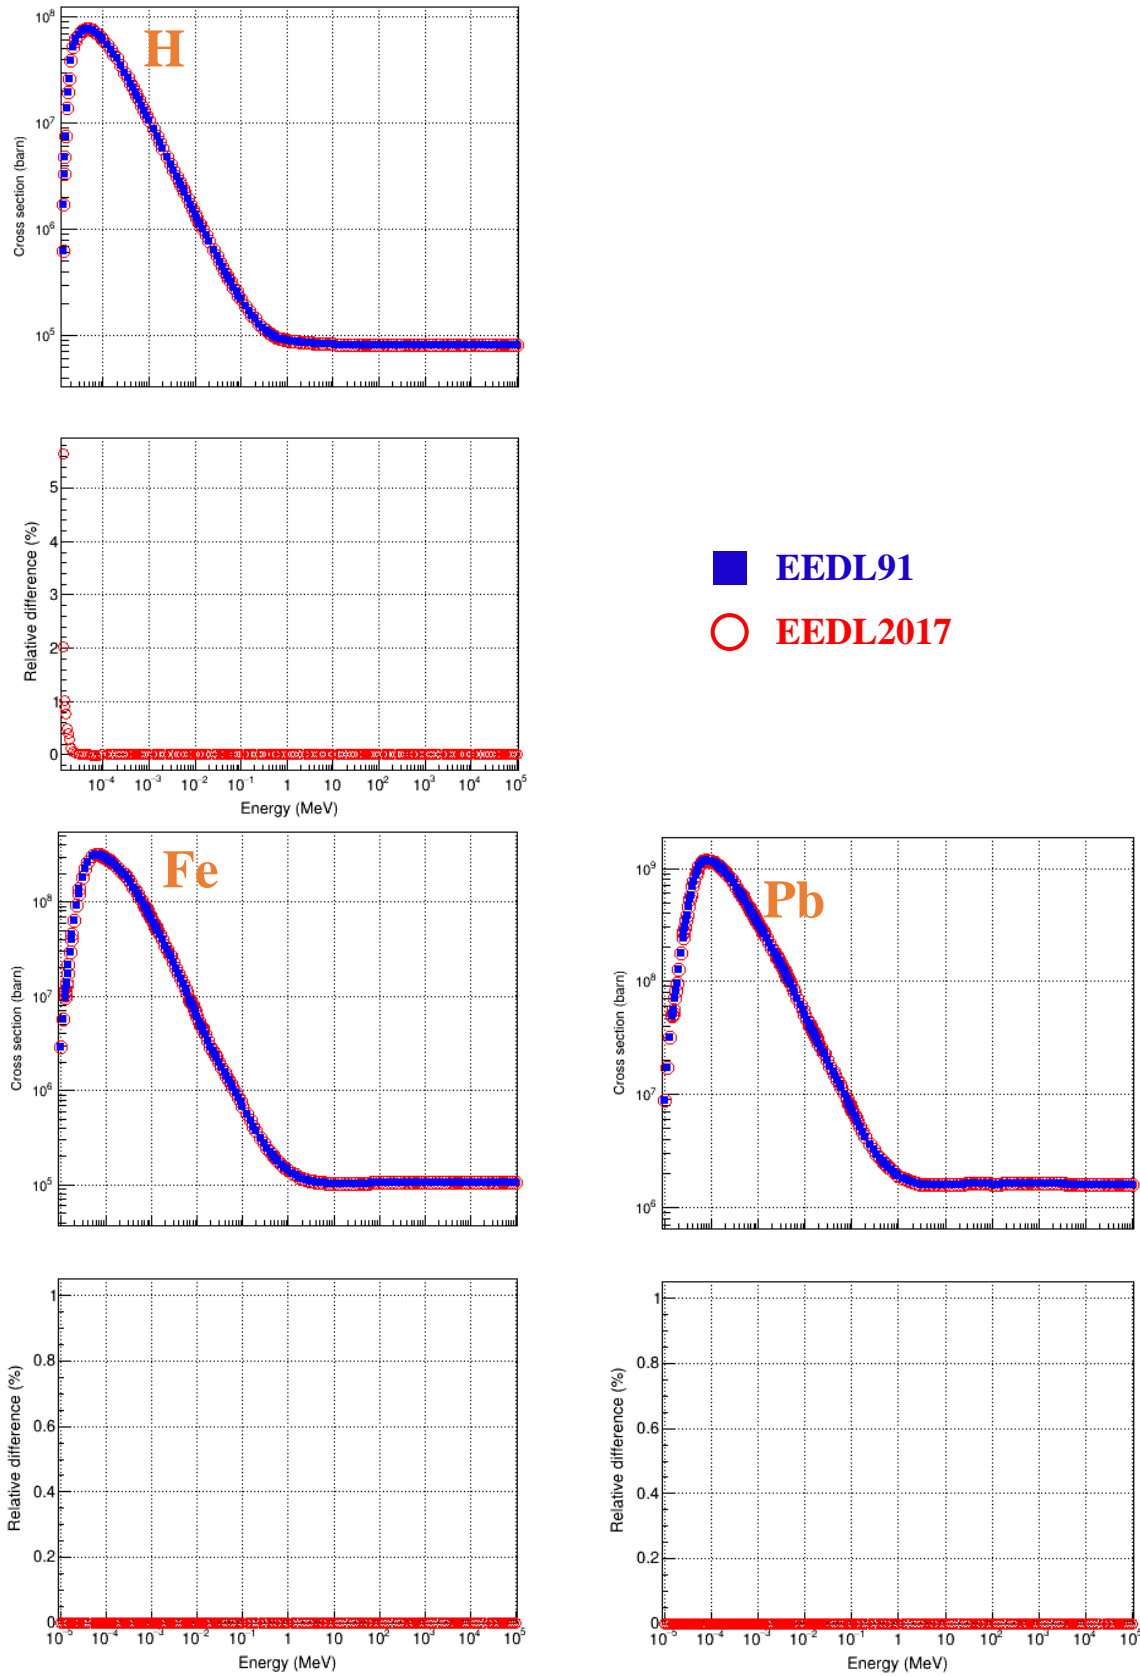 H
Cross section (barn)
10⁸
10⁷
10⁶
10⁵
Relative difference (%)
5
4
3
2
1
0
10⁻⁴ 10⁻³ 10⁻² 10⁻¹ 1 10 10² 10³ 10⁴ 10⁵
Energy (MeV)
EEDL91
EEDL2017
Fe
Cross section (barn)
10⁸
10⁷
10⁶
10⁵
Relative difference (%)
1
0.8
0.6
0.4
0.2
0
10⁻⁵ 10⁻⁴ 10⁻³ 10⁻² 10⁻¹ 1 10 10² 10³ 10⁴ 10⁵
Energy (MeV)
Pb
Cross section (barn)
10⁹
10⁸
10⁷
10⁶
Relative difference (%)
1
0.8
0.6
0.4
0.2
0
10⁻⁵ 10⁻⁴ 10⁻³ 10⁻² 10⁻¹ 1 10 10² 10³ 10⁴ 10⁵
Energy (MeV)